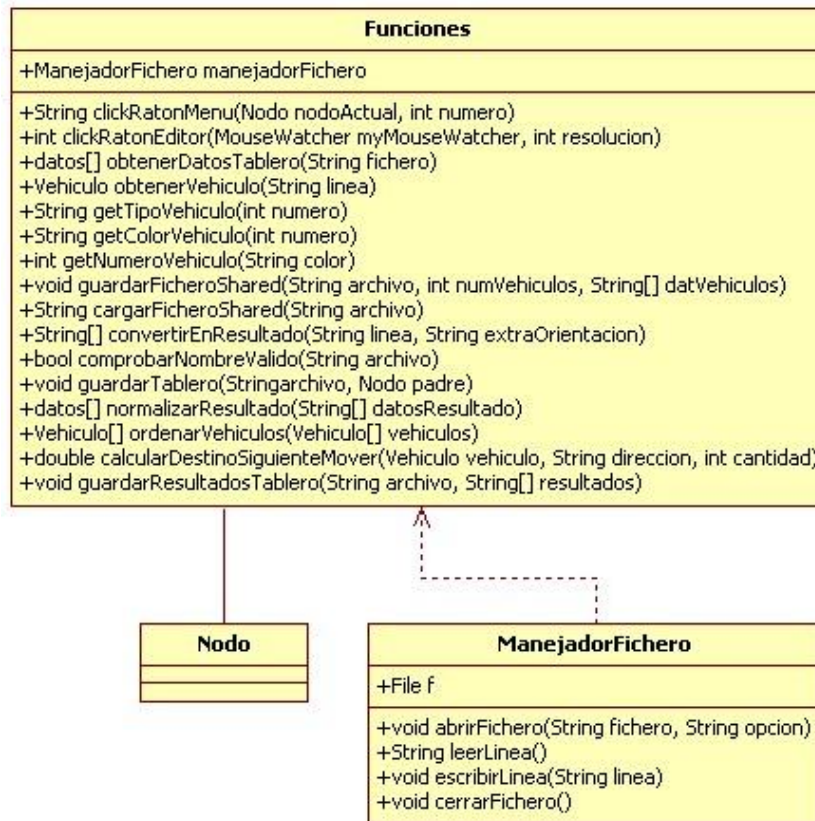 Funciones
+ManejadorFichero manejadorFichero
+String clickRatonMenu(Nodo nodoActual, int numero)
+int clickRatonEditor(MouseWatcher myMouseWatcher, int resolucion)
+datos[] obtenerDatosTablero(String fichero)
+Vehiculo obtenerVehiculo(String linea)
+String getTipoVehiculo(int numero)
+String getColorVehiculo(int numero)
+int getNumeroVehiculo(String color)
+void guardarFicheroShared(String archivo, int numVehiculos, String[] datVehiculos)
+String cargarFicheroShared(String archivo)
+String[] convertirEnResultado(String linea, String extraOrientacion)
+bool comprobarNombreValido(String archivo)
+void guardarTablero(Stringarchivo, Nodo padre)
+datos[] normalizarResultado(String[] datosResultado)
+Vehiculo[] ordenarVehiculos(Vehiculo[] vehiculos)
+double calcularDestinoSiguienteMover(Vehiculo vehiculo, String direccion, int cantidad)
+void guardarResultadosTablero(String archivo, String[] resultados)
Nodo
ManejadorFichero
+File f
+void abrirFichero(String fichero, String opcion)
+String leerLinea()
+void escribirLinea(String linea)
+void cerrarFichero()